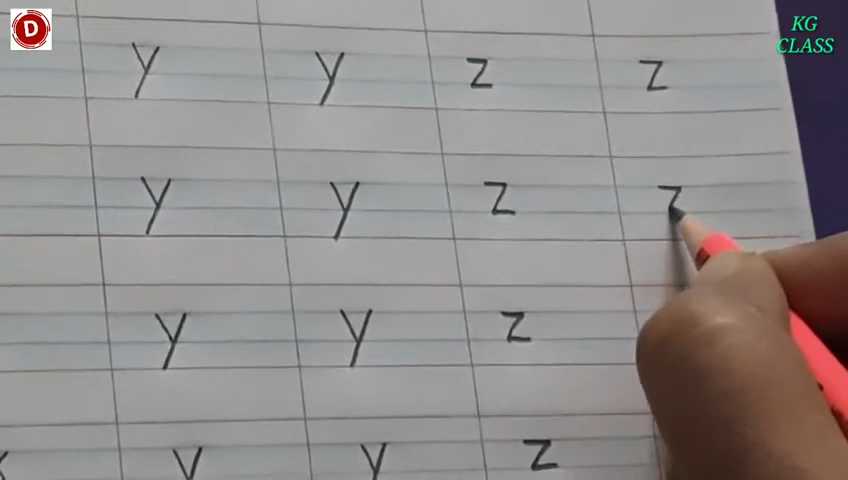 D
KG
CLASS
y y z z
y y z z
y y z
y y z